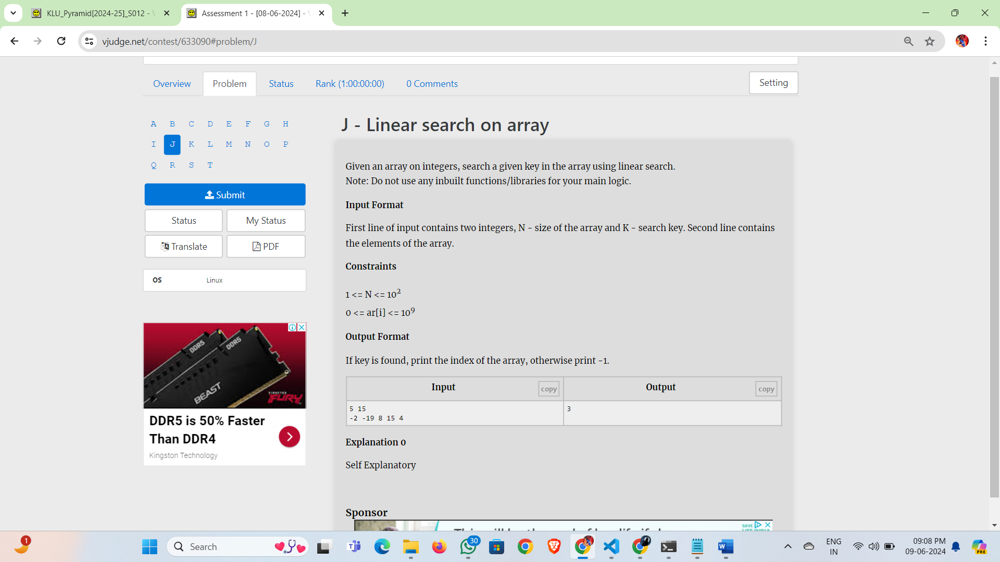 KLU_Pyramid[2024-25]_S012 -
Assessment 1 - [08-06-2024] -
vjudge.net/contest/633090#problem/J
Overview
Problem
Status
Rank (1:00:00:00)
0 Comments
Setting
A B C D E F G H
I J K L M N O P
Q R S T
Submit
Status
My Status
Translate
PDF
OS Linux
DDR5
DDR5
BEAST
KINGSTON
FURY
DDR5 is 50% Faster
Than DDR4
Kingston Technology
J - Linear search on array
Given an array on integers, search a given key in the array using linear search.
Note: Do not use any inbuilt functions/libraries for your main logic.
Input Format
First line of input contains two integers, N - size of the array and K - search key. Second line contains
the elements of the array.
Constraints
1 <= N <= 10²
0 <= ar[i] <= 10⁹
Output Format
If key is found, print the index of the array, otherwise print -1.
Input
copy
Output
copy
5 15
-2 -19 8 15 4
3
Explanation 0
Self Explanatory
Sponsor
SAVE
1
Search
30
ENG
IN
09:08 PM
09-06-2024
PRE